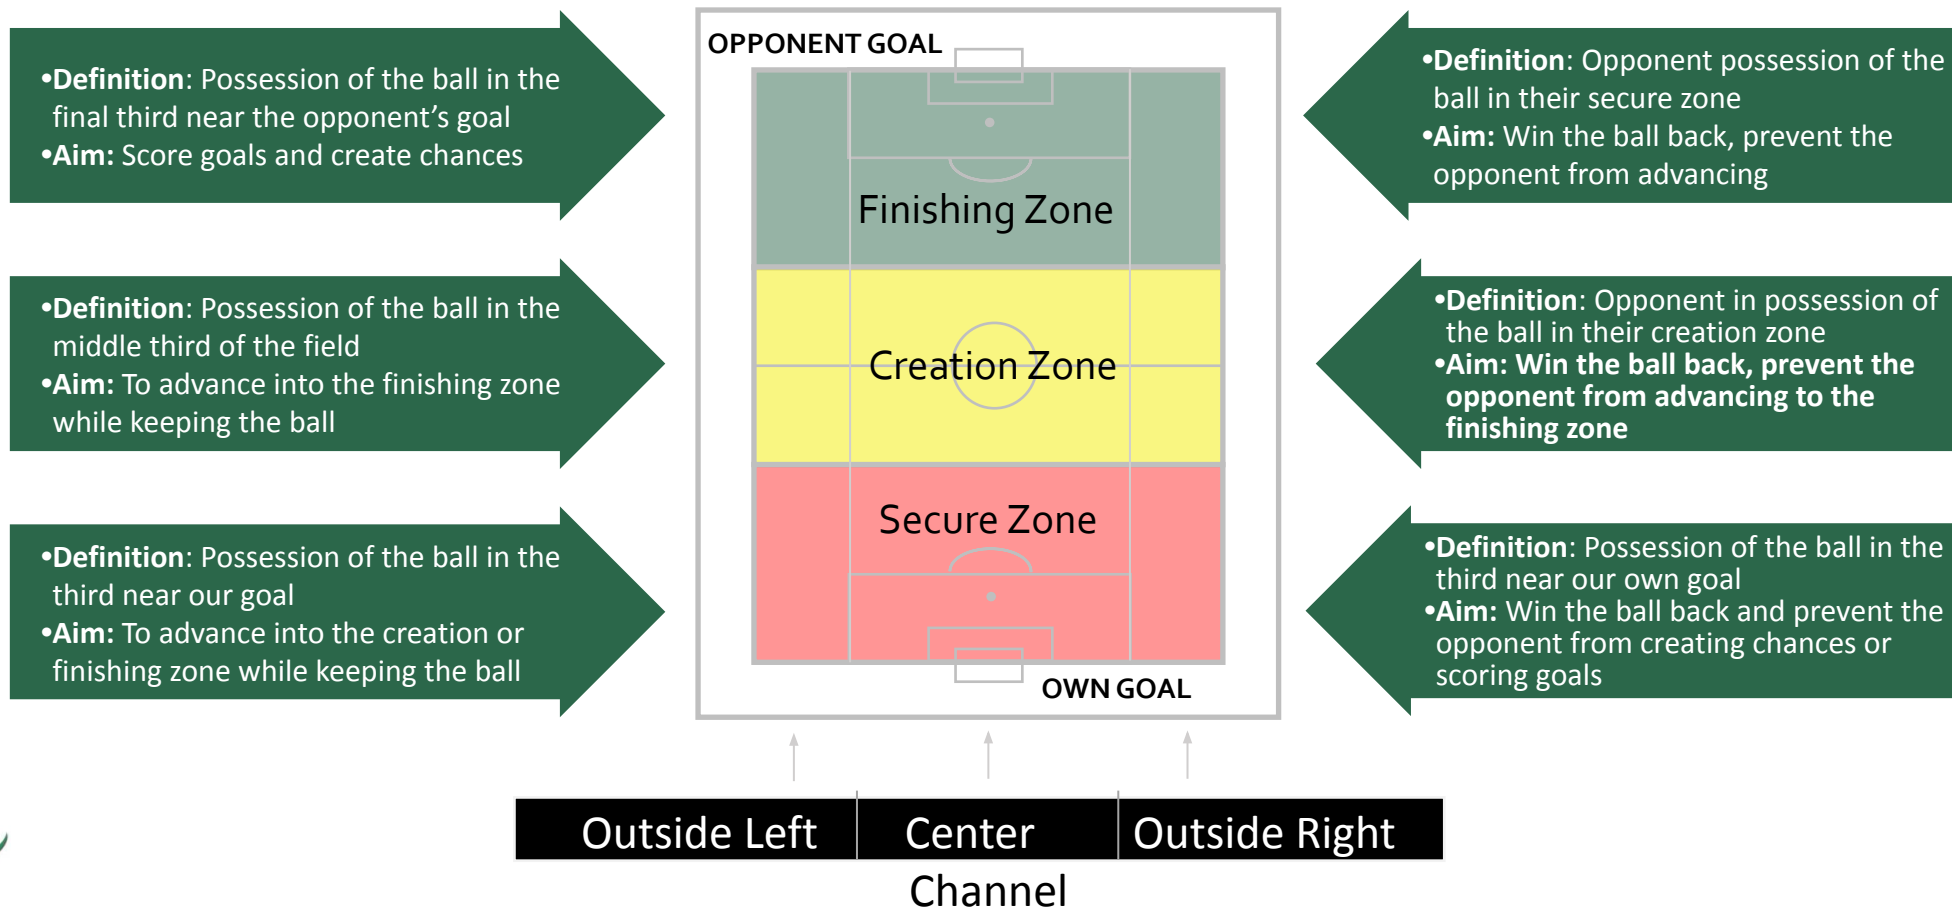 •Definition: Possession of the ball in the
final third near the opponent’s goal
•Aim: Score goals and create chances
•Definition: Possession of the ball in the
middle third of the field
•Aim: To advance into the finishing zone
while keeping the ball
•Definition: Possession of the ball in the
third near our goal
•Aim: To advance into the creation or
finishing zone while keeping the ball
OPPONENT GOAL
Finishing Zone
Creation Zone
Secure Zone
OWN GOAL
•Definition: Opponent possession of the
ball in their secure zone
•Aim: Win the ball back, prevent the
opponent from advancing
•Definition: Opponent in possession of
the ball in their creation zone
•Aim: Win the ball back, prevent the
opponent from advancing to the
finishing zone
•Definition: Possession of the ball in the
third near our own goal
•Aim: Win the ball back and prevent the
opponent from creating chances or
scoring goals
Outside Left Center Outside Right
Channel